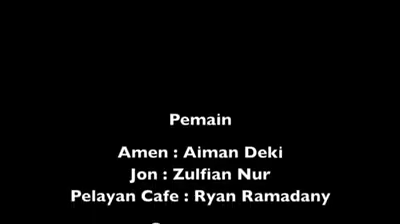 Pemain
Amen : Aiman Deki
Jon : Zulfian Nur
Pelayan Cafe : Ryan Ramadany